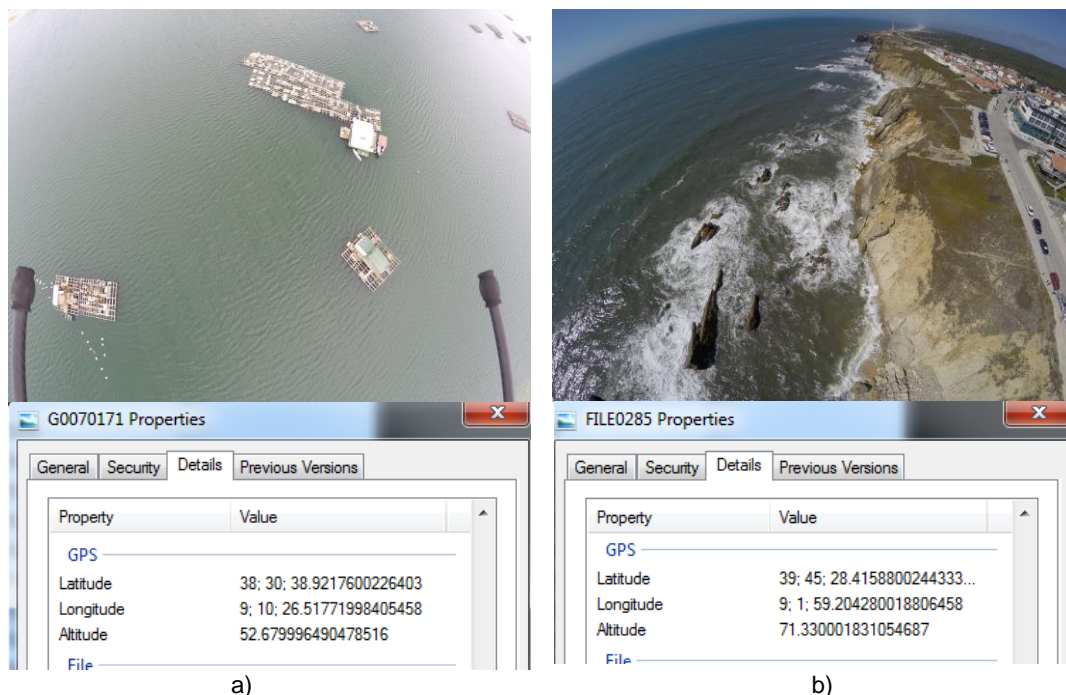 G0070171 Properties
X
General Security Details Previous Versions
Property Value
GPS
Latitude 38; 30; 38.9217600226403
Longitude 9; 10; 26.51771998405458
Altitude 52.679996490478516
File
a)
FILE0285 Properties
X
General Security Details Previous Versions
Property Value
GPS
Latitude 39; 45; 28.4158800244333...
Longitude 9; 1; 59.204280018806458
Altitude 71.330001831054687
File
b)